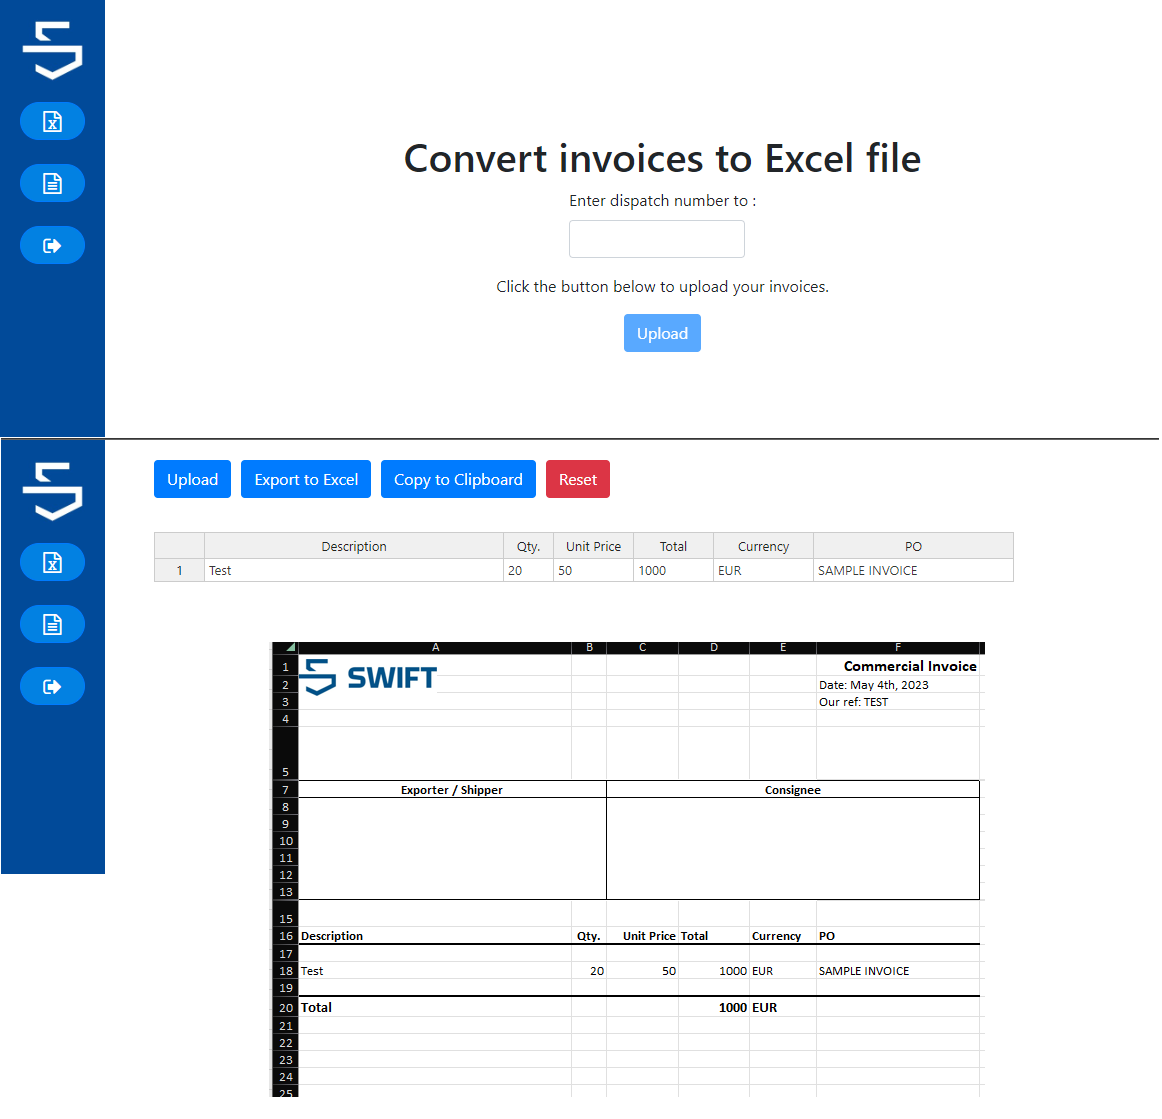 Convert invoices to Excel file
Enter dispatch number to :
Click the button below to upload your invoices.
Upload
Upload Export to Excel Copy to Clipboard Reset
Description Qty. Unit Price Total Currency PO
1 Test 20 50 1000 EUR SAMPLE INVOICE
A B C D E F
1 SWIFT Commercial Invoice
2 Date: May 4th, 2023
3 Our ref: TEST
4
5
7 Exporter / Shipper Consignee
8
9
10
11
12
13
15
16 Description Qty. Unit Price Total Currency PO
17
18 Test 20 50 1000 EUR SAMPLE INVOICE
19
20 Total 1000 EUR
21
22
23
24
25